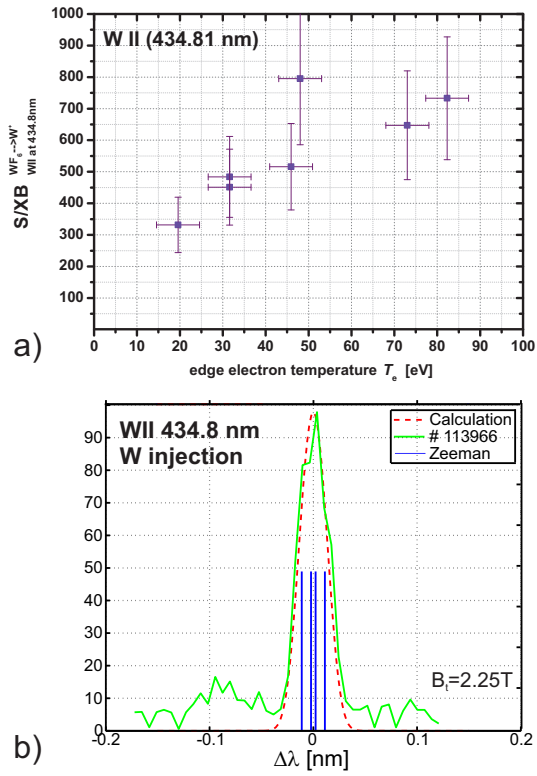 W II (434.81 nm)
S/XB WF₆-->W⁺ WII at 434.8nm
1000
900
800
700
600
500
400
300
200
100
0 10 20 30 40 50 60 70 80 90 100
edge electron temperature Tₑ [eV]
a)
WII 434.8 nm
W injection
Calculation
# 113966
Zeeman
90
80
70
60
50
40
30
20
10
0
Bₜ=2.25T
-0.2 -0.1 0 0.1 0.2
Δλ [nm]
b)